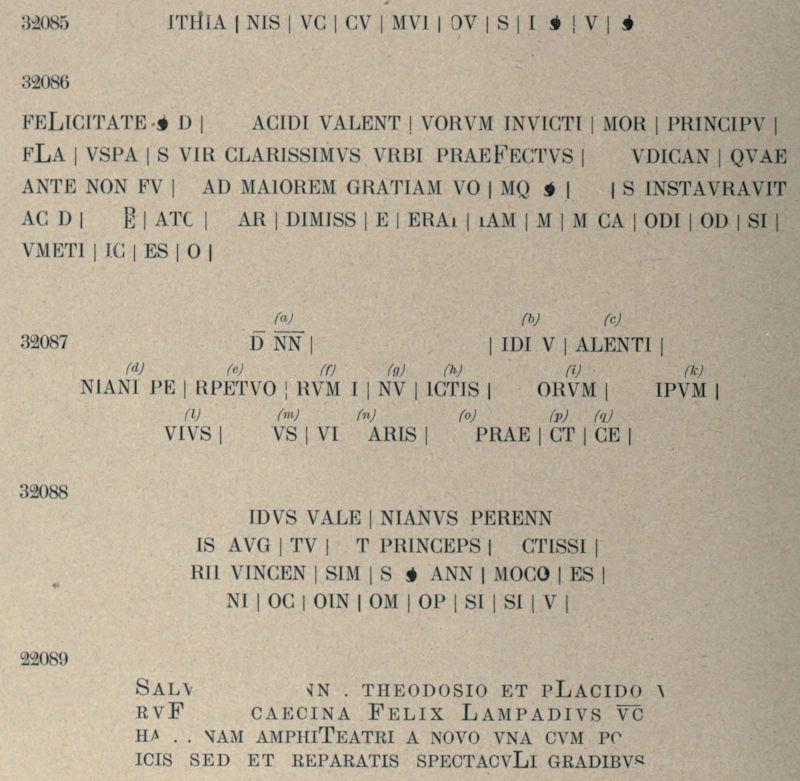 32085 ITHIA | NIS | VC | CV | MVI | OV | S | I ❧ | V | ❧
32086
FELICITATE ❧ D | ACIDI VALENT | VORVM INVICTI | MOR | PRINCIPV |
FLA | VSPA | S VIR CLARISSIMVS VRBI PRAEFECTVS | VDICAN | QVAE
ANTE NON FV | AD MAIOREM GRATIAM VO | MQ ❧ | | S INSTAVRAVIT
AC D | E | ATC | AR | DIMISS | E | ERAI | IAM | M | M CA | ODI | OD | SI |
VMETI | IC | ES | O |
(a) (b) (c)
32087 D̅ N̅N̅ | | IDI V | ALENTI |
(d) (e) (f) (g) (h) (i) (k)
NIANI PE | RPETVO ¦ RVM I | NV | ICTIS | ORVM | IPVM |
(l) (m) (n) (o) (p) (q)
VIVS | VS | VI ARIS | PRAE | CT | CE |
32088
IDVS VALE | NIANVS PERENN
IS AVG | TV | T PRINCEPS | CTISSI |
RII VINCEN | SIM | S ❧ ANN | MOCO | ES |
NI | OC | OIN | OM | OP | SI | SI | V |
22089
SALV NN . THEODOSIO ET PLACIDO V
RVF CAECINA FELIX LAMPADIVS V̅C̅
HA . . NAM AMPHITEATRI A NOVO VNA CVM PO
ICIS SED ET REPARATIS SPECTACVLI GRADIBVS